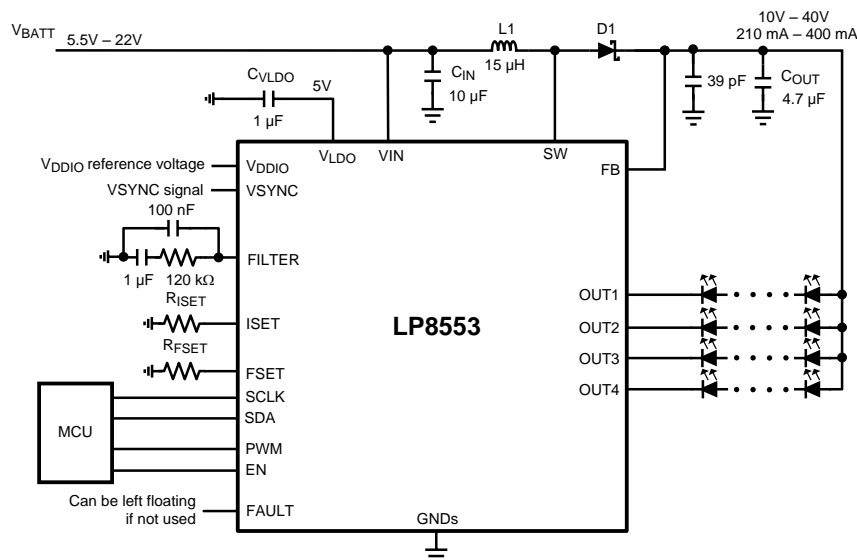 VBATT
5.5V – 22V
L1
15 µH
D1
10V – 40V
210 mA – 400 mA
CVLDO
1 µF
5V
CIN
10 µF
39 pF
COUT
4.7 µF
VLDO
VIN
SW
FB
VDDIO reference voltage
VDDIO
VSYNC signal
VSYNC
100 nF
1 µF
120 kΩ
FILTER
RISET
ISET
RFSET
FSET
LP8553
OUT1
OUT2
OUT3
OUT4
MCU
SCLK
SDA
PWM
EN
Can be left floating
if not used
FAULT
GNDs